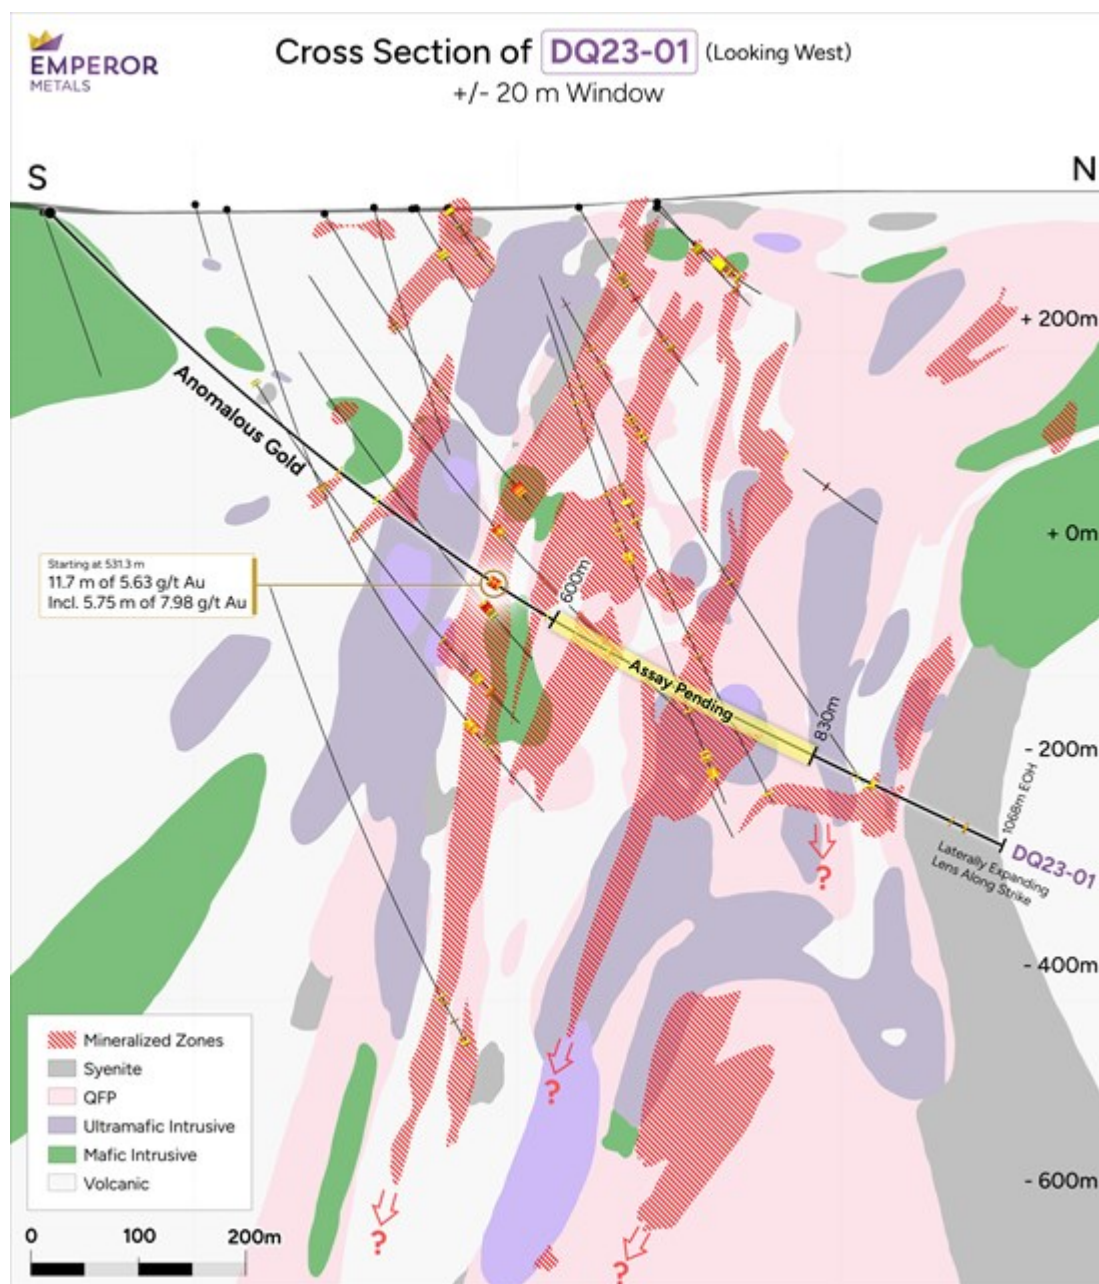 EMPEROR
METALS
Cross Section of DQ23-01 (Looking West)
+/- 20 m Window
S
N
+ 200m
Anomalous Gold
+ 0m
Starting at 531.3 m
11.7 m of 5.63 g/t Au
Incl. 5.75 m of 7.98 g/t Au
600m
Assay Pending
830m
- 200m
1068m EOH
DQ23-01
Laterally Expanding
Lens Along Strike
?
- 400m
?
- 600m
?
?
Mineralized Zones
Syenite
QFP
Ultramafic Intrusive
Mafic Intrusive
Volcanic
0 100 200m